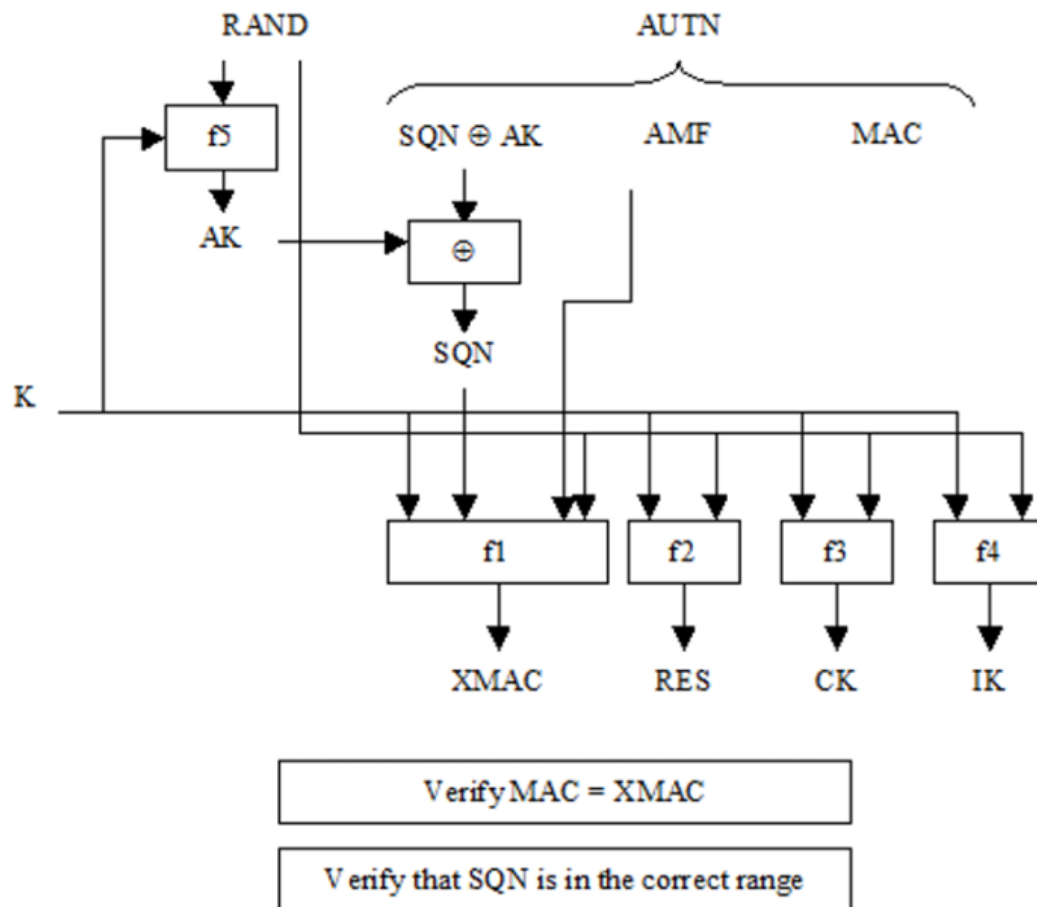 RAND AUTN
f5 SQN ⊕ AK AMF MAC
AK ⊕
SQN
K
f1 f2 f3 f4
XMAC RES CK IK
Verify MAC = XMAC
Verify that SQN is in the correct range